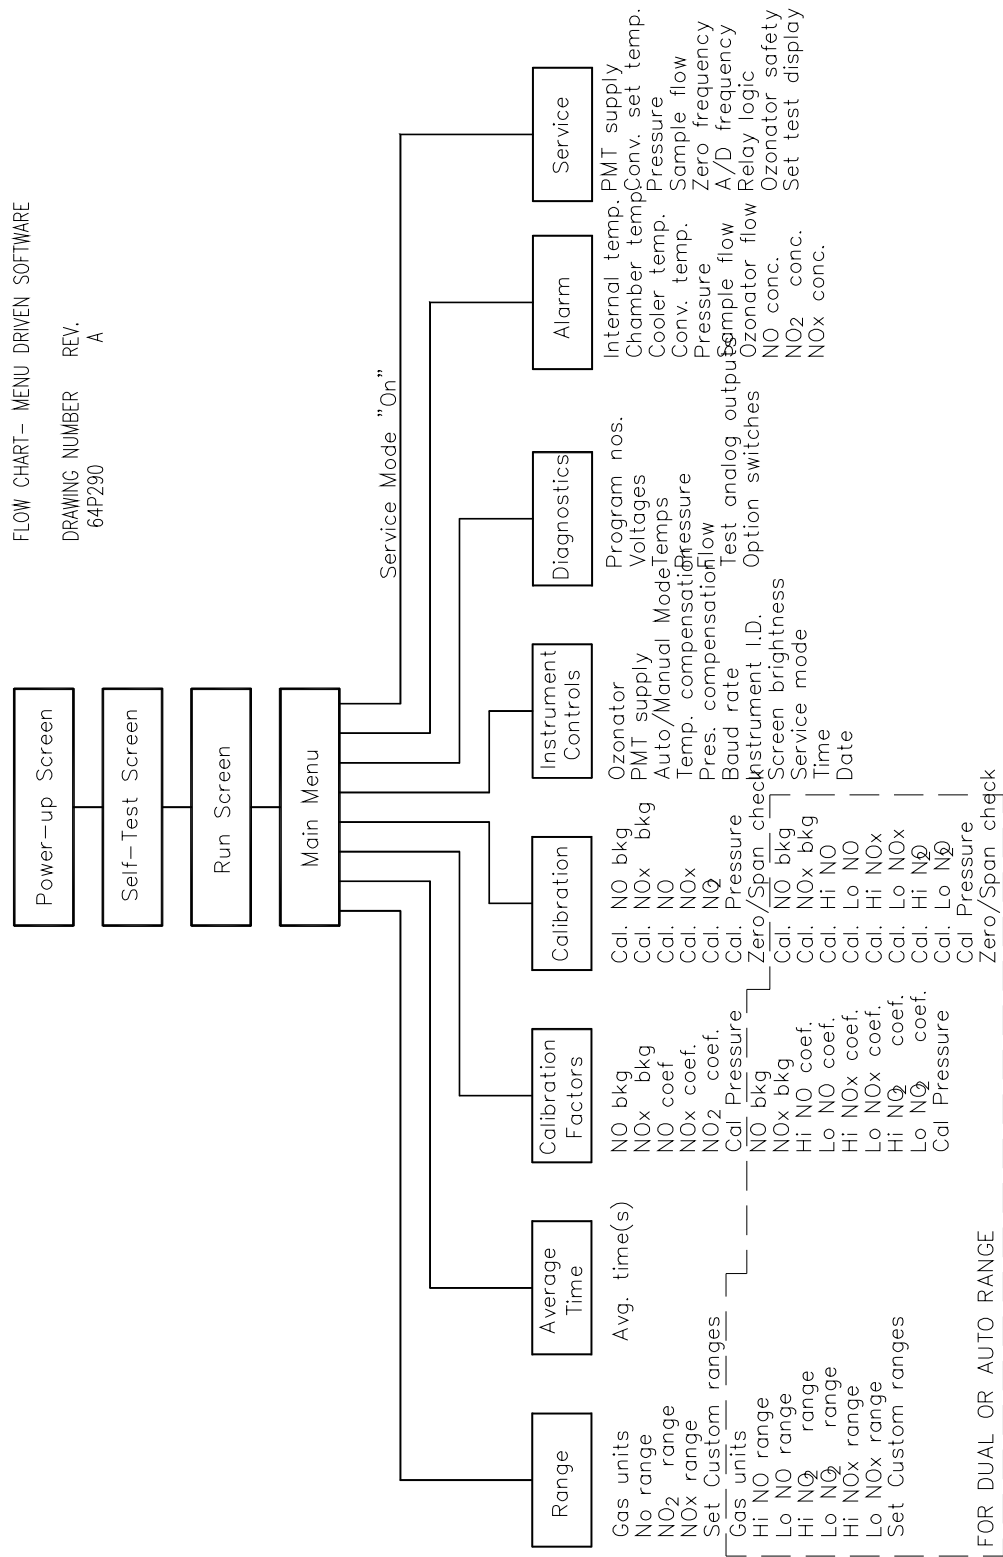 FLOW CHART- MENU DRIVEN SOFTWARE
DRAWING NUMBER REV.
64P290 A
Power-up Screen
Self-Test Screen
Run Screen
Main Menu
Service Mode "On"
Range
Gas units
No range
NO2 range
NOx range
Set Custom ranges
Gas units
Hi NO range
Lo NO range
Hi NO2 range
Lo NO2 range
Hi NOx range
Lo NOx range
Set Custom ranges
FOR DUAL OR AUTO RANGE
Average
Time
Avg. time(s)
Calibration
Factors
NO bkg
NOx bkg
NO coef
NOx coef.
NO2 coef.
Cal Pressure
NO bkg
NOx bkg
Hi NO coef.
Lo NO coef.
Hi NOx coef.
Lo NOx coef.
Hi NO2 coef.
Lo NO2 coef.
Cal Pressure
Calibration
Cal. NO bkg
Cal. NOx bkg
Cal. NO
Cal. NOx
Cal. NO2
Cal. Pressure
Zero/Span check
Cal. NO bkg
Cal. NOx bkg
Cal. Hi NO
Cal. Lo NO
Cal. Hi NOx
Cal. Lo NOx
Cal. Hi NO2
Cal. Lo NO2
Cal Pressure
Zero/Span check
Instrument
Controls
Ozonator
PMT supply
Auto/Manual Mode
Temp. compensation
Pres. compensation
Baud rate
Instrument I.D.
Screen brightness
Service mode
Time
Date
Diagnostics
Program nos.
Voltages
Temps
Pressure
Flow
Test analog outputs
Option switches
Alarm
Internal temp.
Chamber temp.
Cooler temp.
Conv. temp.
Pressure
Sample flow
Ozonator flow
NO conc.
NO2 conc.
NOx conc.
Service
PMT supply
Conv. set temp.
Pressure
Sample flow
Zero frequency
A/D frequency
Relay logic
Ozonator safety
Set test display